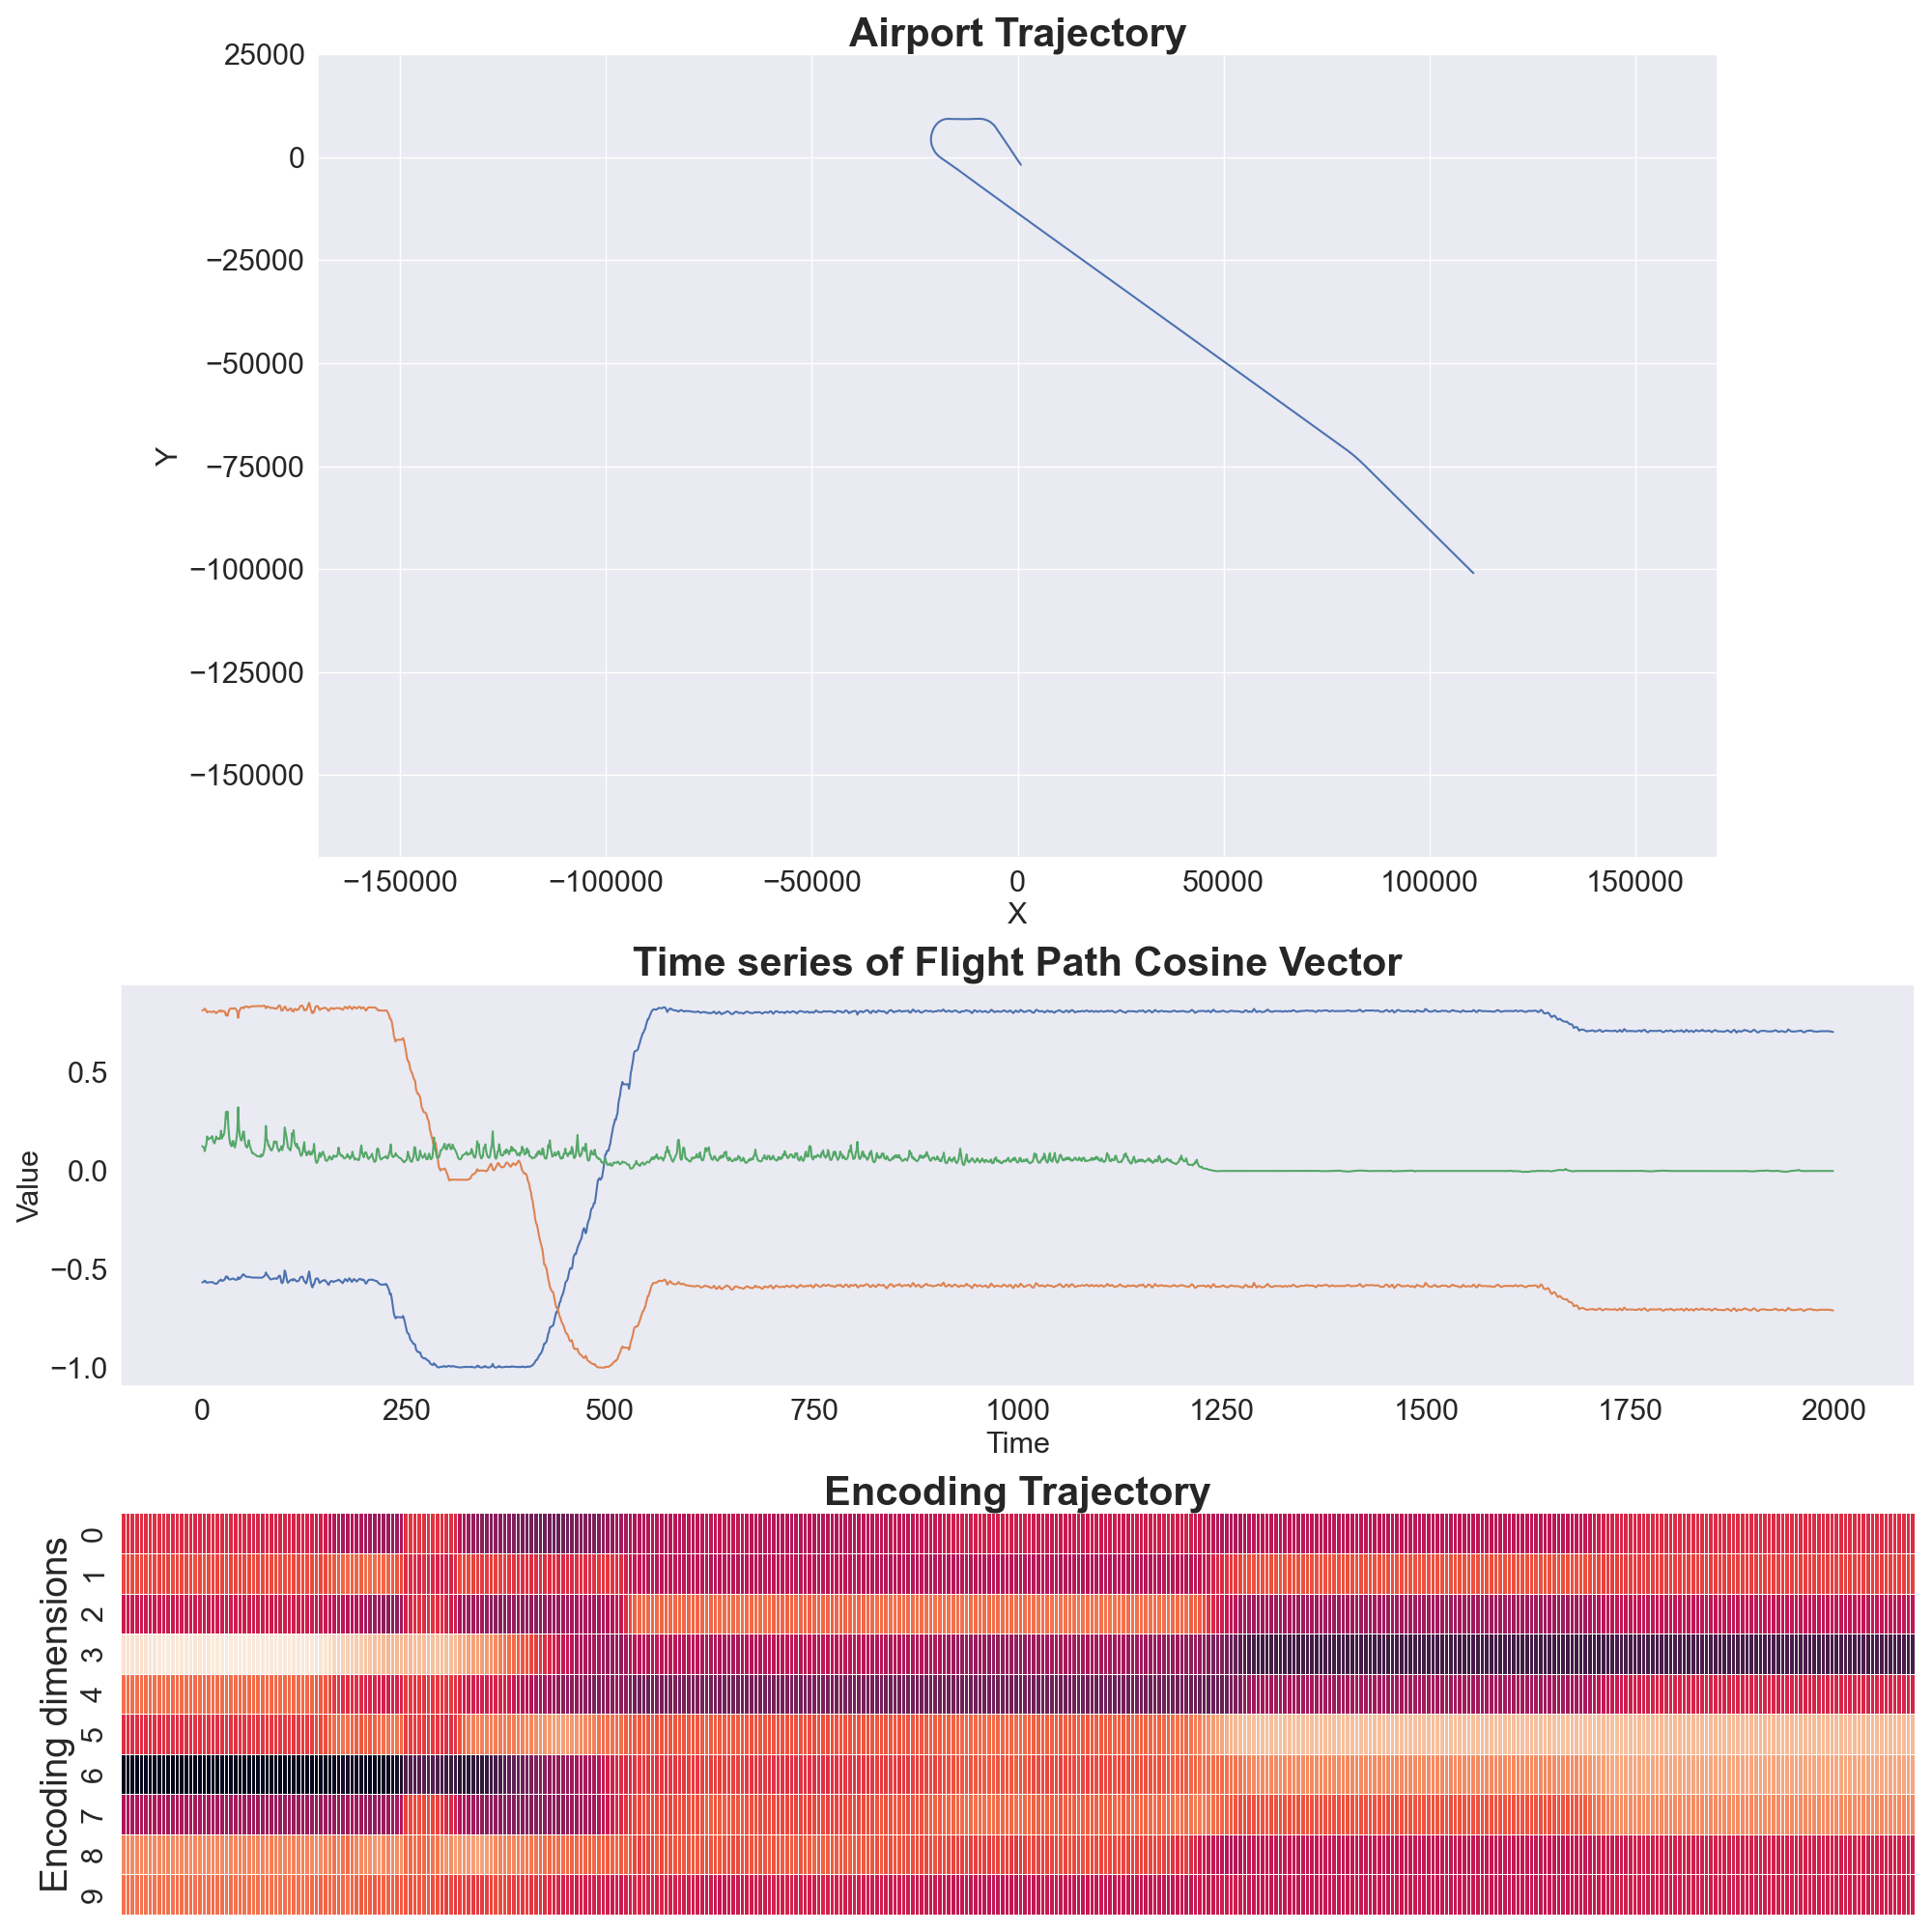 Airport Trajectory
25000
0
−25000
−50000
−75000
−100000
−125000
−150000
Y
−150000 −100000 −50000 0 50000 100000 150000
X
Time series of Flight Path Cosine Vector
0.5
0.0
−0.5
−1.0
Value
0 250 500 750 1000 1250 1500 1750 2000
Time
Encoding Trajectory
Encoding dimensions
0
1
2
3
4
5
6
7
8
9